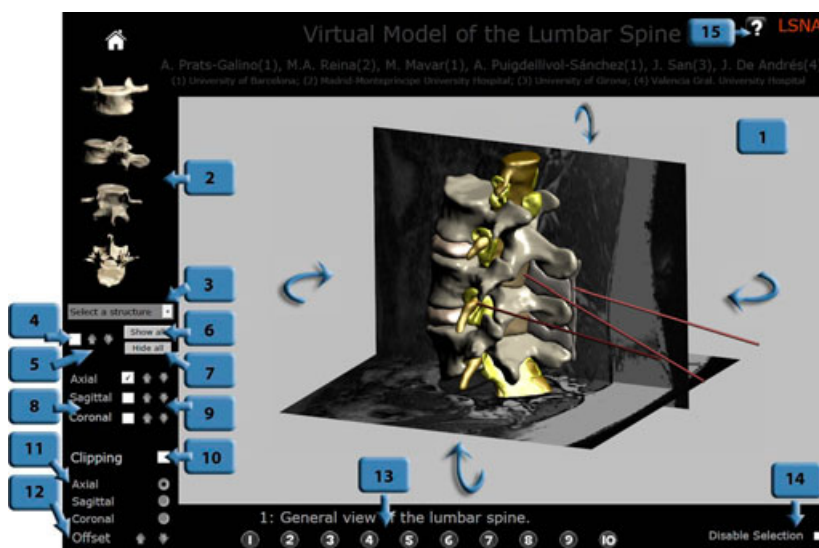 Virtual Model of the Lumbar Spine
15
?
LSNA
A. Prats-Galino(1), M.A. Reina(2), M. Mavar(1), A. Puigdellívol-Sánchez(1), J. San(3), J. De Andrés(4
(1) University of Barcelona; (2) Madrid-Montepríncipe University Hospital; (3) University of Girona; (4) Valencia Gral. University Hospital
1
2
3
Select a structure
4
Show all
6
5
Hide all
7
Axial
8
Sagittal
9
Coronal
Clipping
10
11
Axial
12
Sagittal
Coronal
Offset
13
1: General view of the lumbar spine.
1 2 3 4 5 6 7 8 9 10
14
Disable Selection